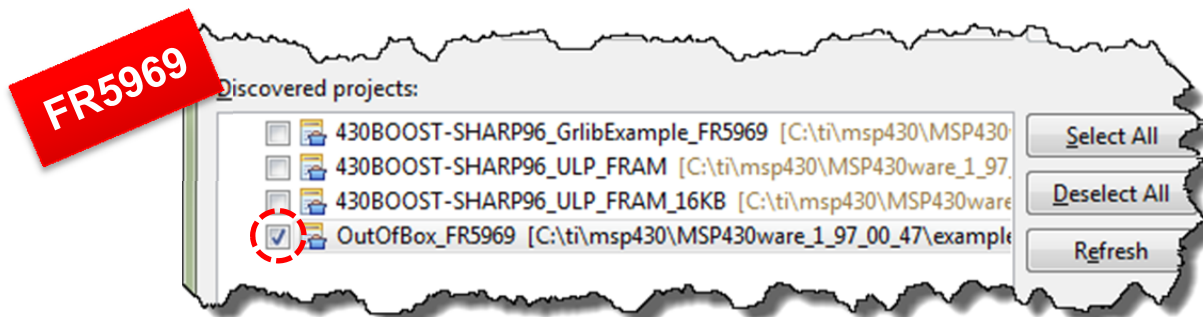 FR5969
Discovered projects:
430BOOST-SHARP96_GrlibExample_FR5969 [C:\ti\msp430\MSP430
Select All
430BOOST-SHARP96_ULP_FRAM [C:\ti\msp430\MSP430ware_1_97
Deselect All
430BOOST-SHARP96_ULP_FRAM_16KB [C:\ti\msp430\MSP430ware
OutOfBox_FR5969 [C:\ti\msp430\MSP430ware_1_97_00_47\example
Refresh